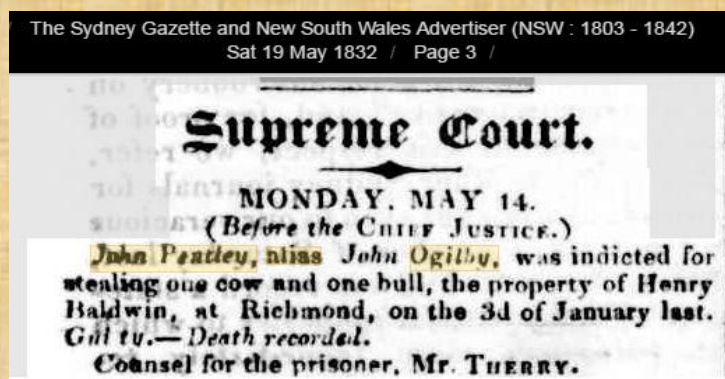 The Sydney Gazette and New South Wales Advertiser (NSW : 1803 - 1842)
Sat 19 May 1832 / Page 3 /
Supreme Court.
MONDAY, MAY 14.
(Before the CHIEF JUSTICE.)
John Pentley, alias John Ogilby, was indicted for
stealing one cow and one bull, the property of Henry
Baldwin, at Richmond, on the 3d of January last.
Guilty.—Death recorded.
Counsel for the prisoner, Mr. THERRY.